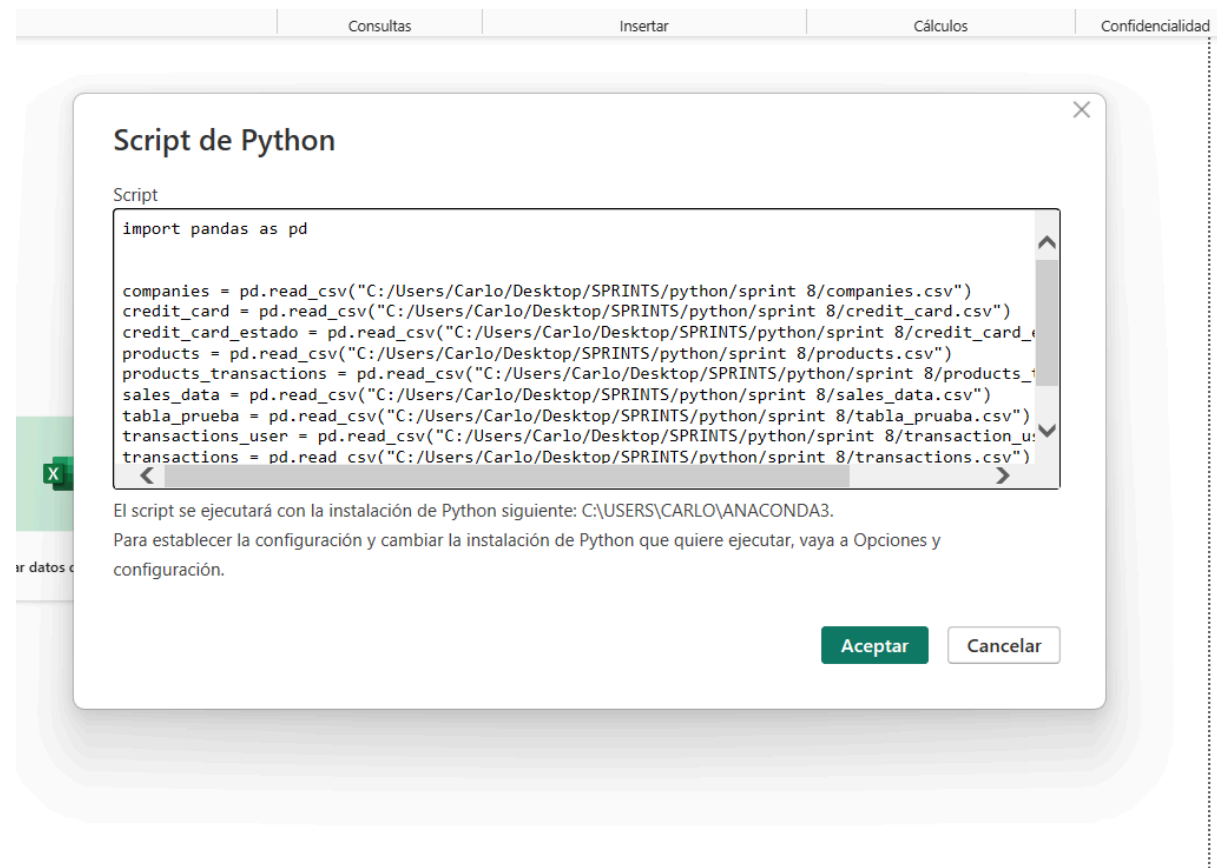 Consultas
Insertar
Cálculos
Confidencialidad
Script de Python
Script
import pandas as pd
companies = pd.read_csv("C:/Users/Carlo/Desktop/SPRINTS/python/sprint 8/companies.csv")
credit_card = pd.read_csv("C:/Users/Carlo/Desktop/SPRINTS/python/sprint 8/credit_card.csv")
credit_card_estado = pd.read_csv("C:/Users/Carlo/Desktop/SPRINTS/python/sprint 8/credit_card_
products = pd.read_csv("C:/Users/Carlo/Desktop/SPRINTS/python/sprint 8/products.csv")
products_transactions = pd.read_csv("C:/Users/Carlo/Desktop/SPRINTS/python/sprint 8/products_
sales_data = pd.read_csv("C:/Users/Carlo/Desktop/SPRINTS/python/sprint 8/sales_data.csv")
tabla_prueba = pd.read_csv("C:/Users/Carlo/Desktop/SPRINTS/python/sprint 8/tabla_pruaba.csv")
transactions_user = pd.read_csv("C:/Users/Carlo/Desktop/SPRINTS/python/sprint 8/transaction_u
transactions = pd.read_csv("C:/Users/Carlo/Desktop/SPRINTS/python/sprint 8/transactions.csv")
El script se ejecutará con la instalación de Python siguiente: C:\USERS\CARLO\ANACONDA3.
Para establecer la configuración y cambiar la instalación de Python que quiere ejecutar, vaya a Opciones y
configuración.
ar datos
Aceptar
Cancelar